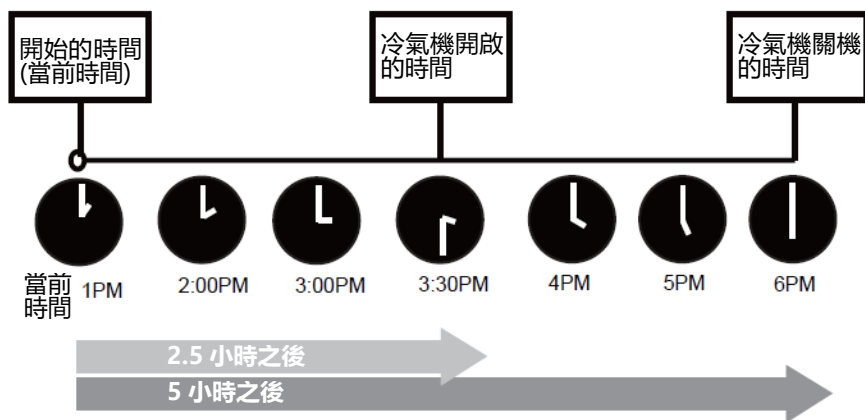 開始的時間
(當前時間)
冷氣機開啟
的時間
冷氣機關機
的時間
當前
時間
1PM
2:00PM
3:00PM
3:30PM
4PM
5PM
6PM
2.5 小時之後
5 小時之後